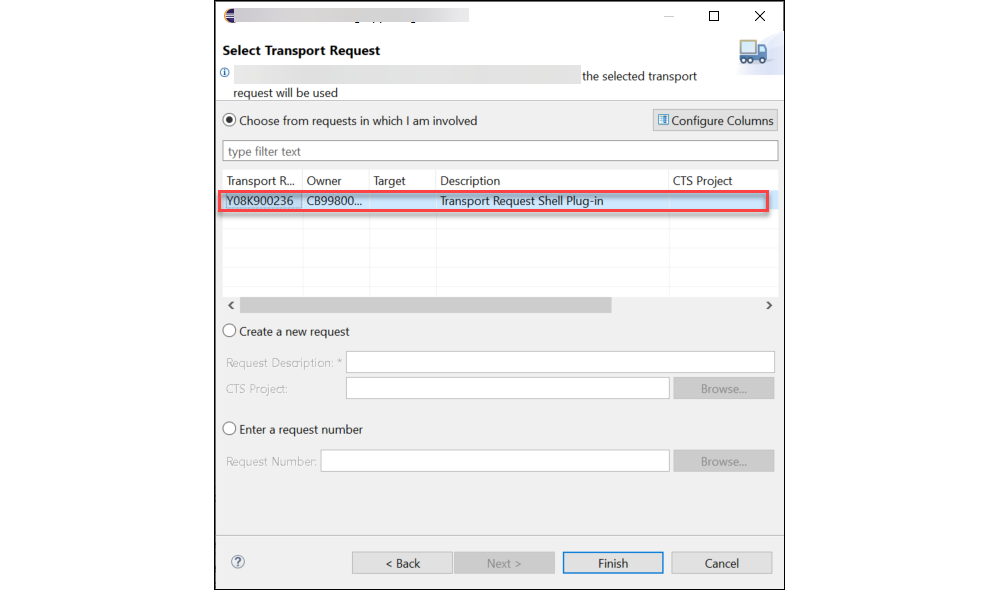 Select Transport Request
the selected transport
request will be used
Choose from requests in which I am involved
Configure Columns
type filter text
Transport R... Owner Target Description CTS Project
Y08K900236 CB99800... Transport Request Shell Plug-in
Create a new request
Request Description: *
CTS Project:
Browse...
Enter a request number
Request Number:
Browse...
< Back Next > Finish Cancel